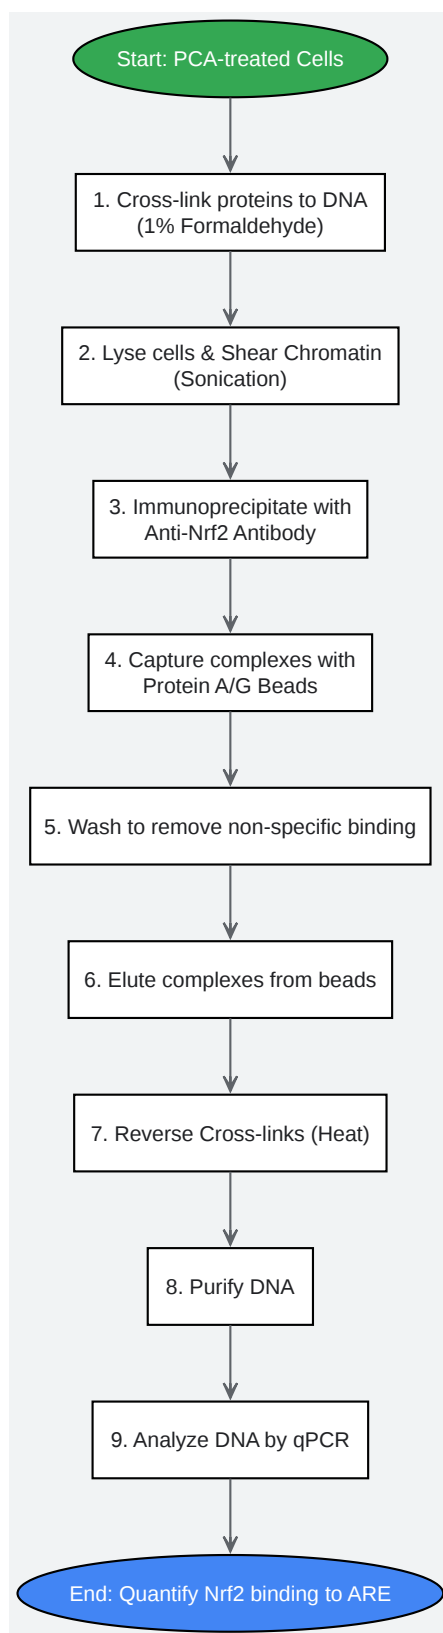 Start: PCA-treated Cells
1. Cross-link proteins to DNA
(1% Formaldehyde)
2. Lyse cells & Shear Chromatin
(Sonication)
3. Immunoprecipitate with
Anti-Nrf2 Antibody
4. Capture complexes with
Protein A/G Beads
5. Wash to remove non-specific binding
6. Elute complexes from beads
7. Reverse Cross-links (Heat)
8. Purify DNA
9. Analyze DNA by qPCR
End: Quantify Nrf2 binding to ARE